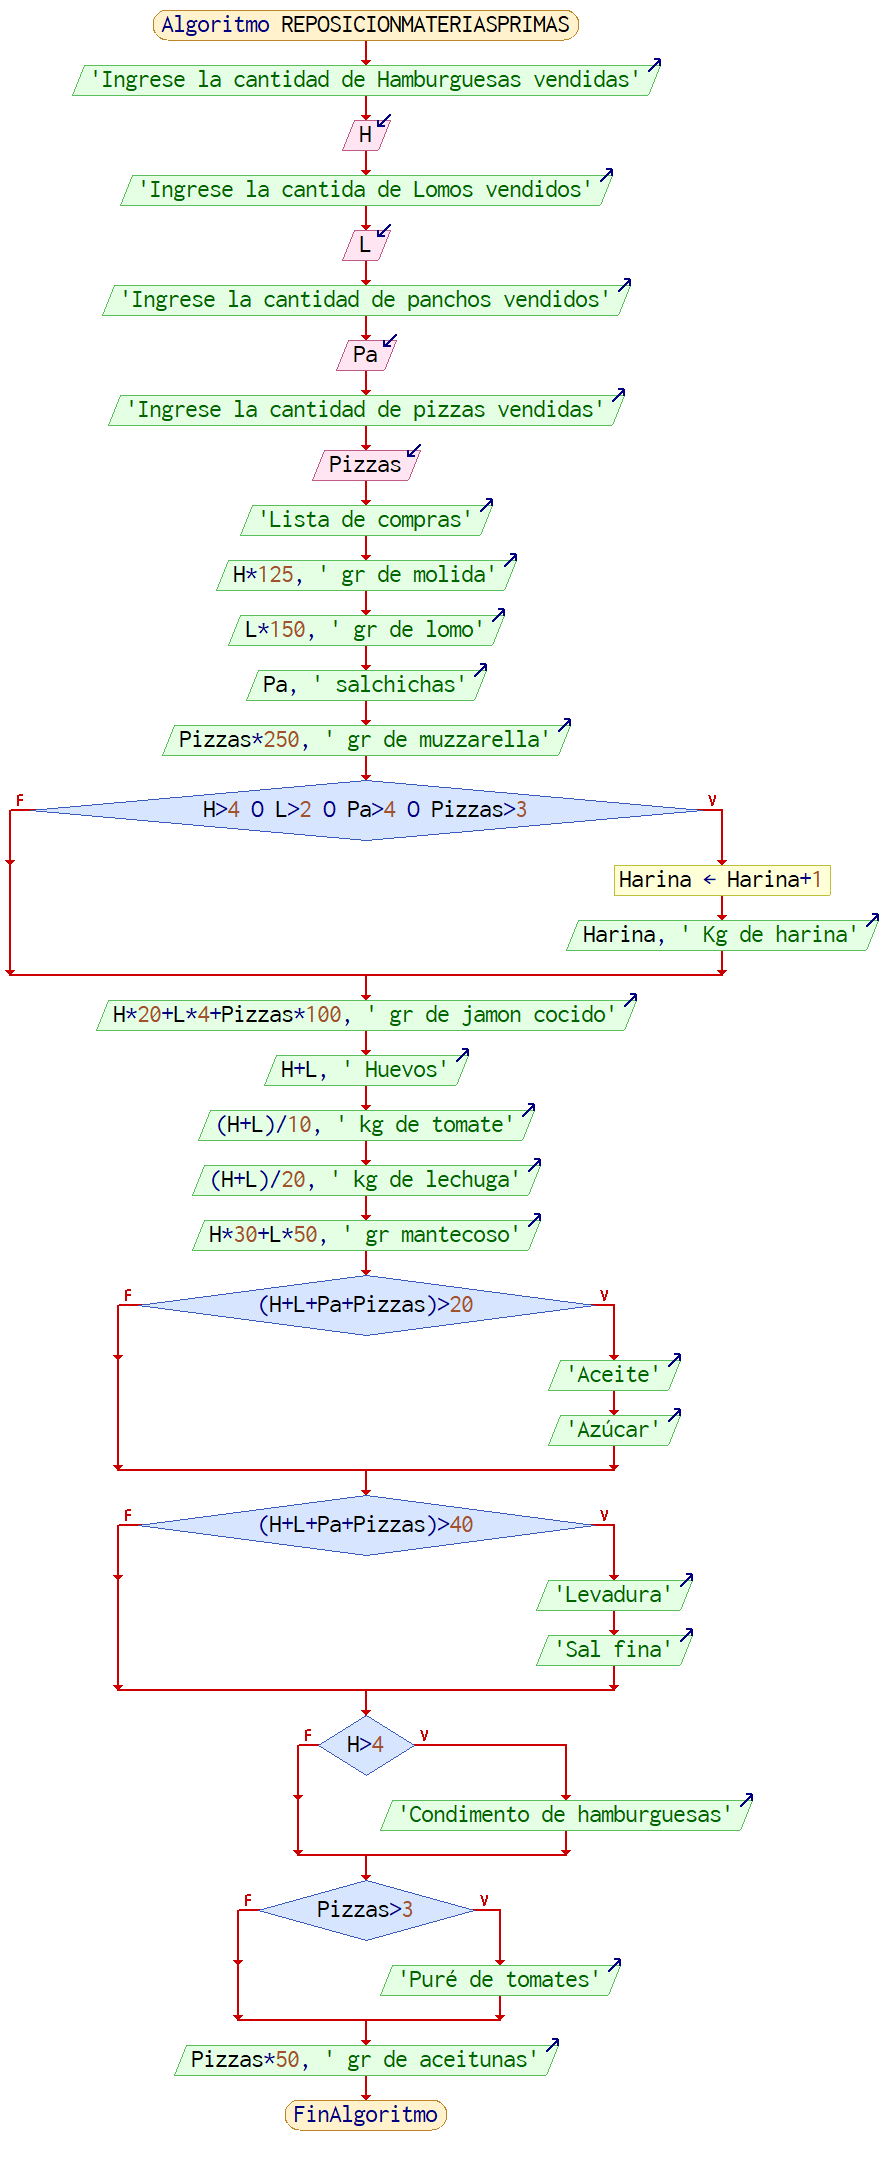 Algoritmo REPOSICIONMATERIASPRIMAS
'Ingrese la cantidad de Hamburguesas vendidas'
H
'Ingrese la cantida de Lomos vendidos'
L
'Ingrese la cantidad de panchos vendidos'
Pa
'Ingrese la cantidad de pizzas vendidas'
Pizzas
'Lista de compras'
H*125, ' gr de molida'
L*150, ' gr de lomo'
Pa, ' salchichas'
Pizzas*250, ' gr de muzzarella'
F
V
H>4 O L>2 O Pa>4 O Pizzas>3
Harina ← Harina+1
Harina, ' Kg de harina'
H*20+L*4+Pizzas*100, ' gr de jamon cocido'
H+L, ' Huevos'
(H+L)/10, ' kg de tomate'
(H+L)/20, ' kg de lechuga'
H*30+L*50, ' gr mantecoso'
F
V
(H+L+Pa+Pizzas)>20
'Aceite'
'Azúcar'
F
V
(H+L+Pa+Pizzas)>40
'Levadura'
'Sal fina'
F
V
H>4
'Condimento de hamburguesas'
F
V
Pizzas>3
'Puré de tomates'
Pizzas*50, ' gr de aceitunas'
FinAlgoritmo